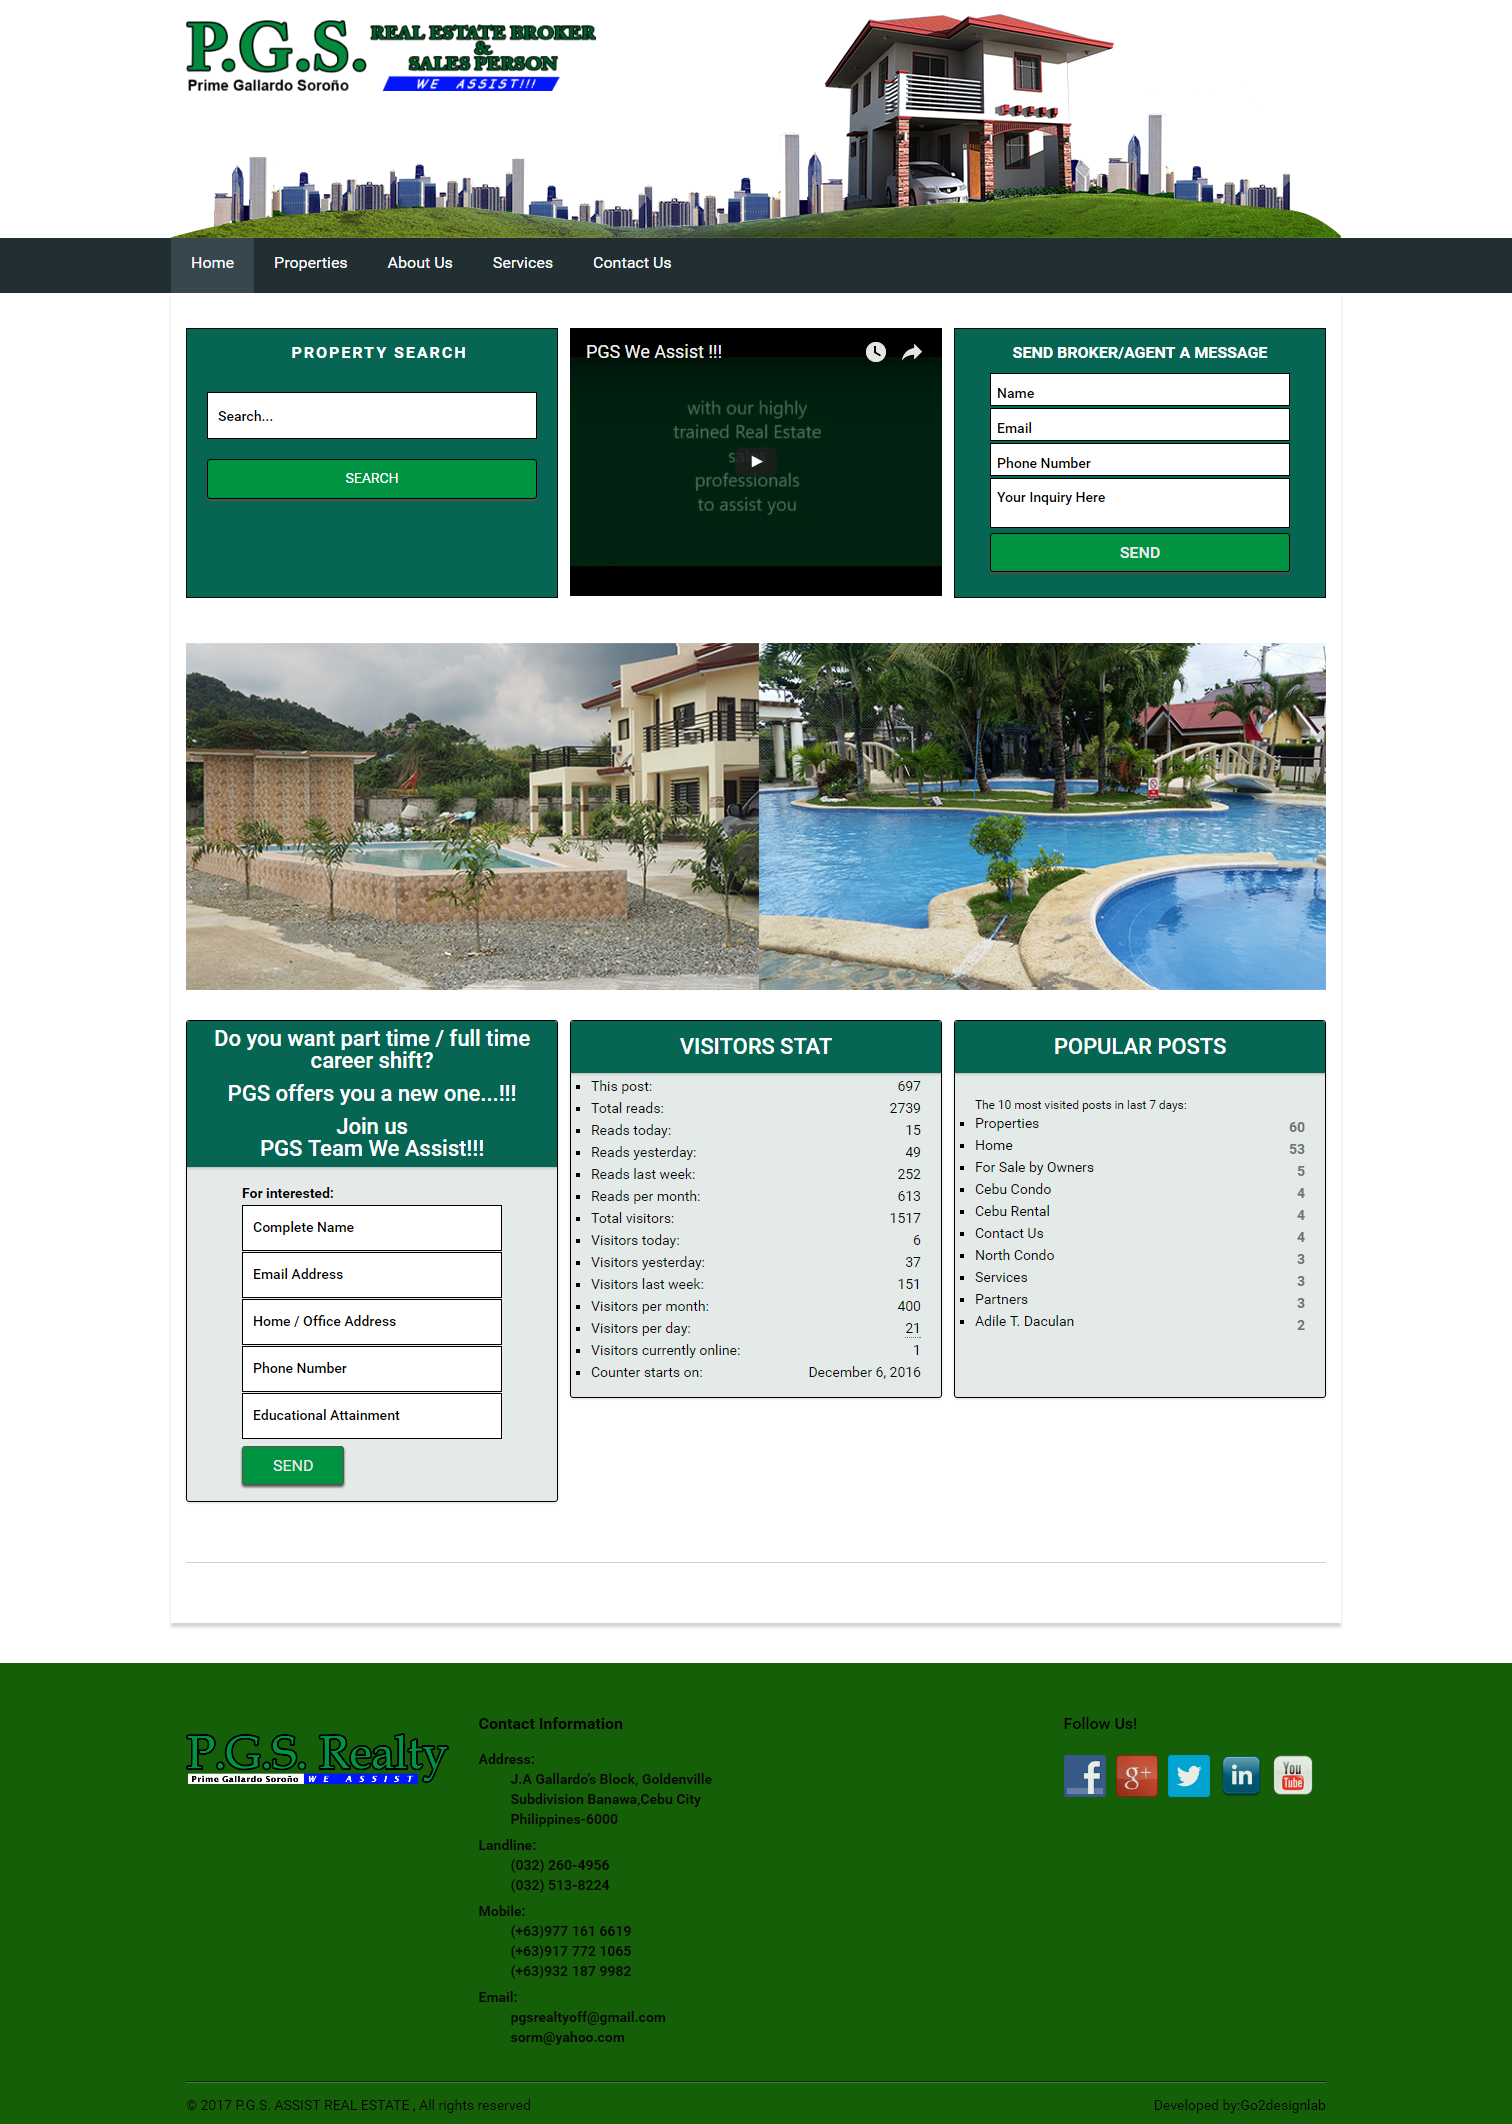 P.G.S.
REAL ESTATE BROKER
&
SALES PERSON
Prime Gallardo Soroño
WE ASSIST!!!
Home
Properties
About Us
Services
Contact Us
PROPERTY SEARCH
Search...
SEARCH
PGS We Assist !!!
with our highly
trained Real Estate
sales
professionals
to assist you
SEND BROKER/AGENT A MESSAGE
Name
Email
Phone Number
Your Inquiry Here
SEND
Do you want part time / full time
career shift?
PGS offers you a new one...!!!
Join us
PGS Team We Assist!!!
For interested:
Complete Name
Email Address
Home / Office Address
Phone Number
Educational Attainment
SEND
VISITORS STAT
This post: 697
Total reads: 2739
Reads today: 15
Reads yesterday: 49
Reads last week: 252
Reads per month: 613
Total visitors: 1517
Visitors today: 6
Visitors yesterday: 37
Visitors last week: 151
Visitors per month: 400
Visitors per day: 21
Visitors currently online: 1
Counter starts on: December 6, 2016
POPULAR POSTS
The 10 most visited posts in last 7 days:
Properties 60
Home 53
For Sale by Owners 5
Cebu Condo 4
Cebu Rental 4
Contact Us 4
North Condo 3
Services 3
Partners 3
Adile T. Daculan 2
P.G.S. Realty
Prime Gallardo Soroño WE ASSIST
Contact Information
Address:
J.A Gallardo's Block, Goldenville
Subdivision Banawa,Cebu City
Philippines-6000
Landline:
(032) 260-4956
(032) 513-8224
Mobile:
(+63)977 161 6619
(+63)917 772 1065
(+63)932 187 9982
Email:
pgsrealtyoff@gmail.com
sorm@yahoo.com
Follow Us!
f
g+
in
You
Tube
© 2017 P.G.S. ASSIST REAL ESTATE , All rights reserved
Developed by:Go2designlab